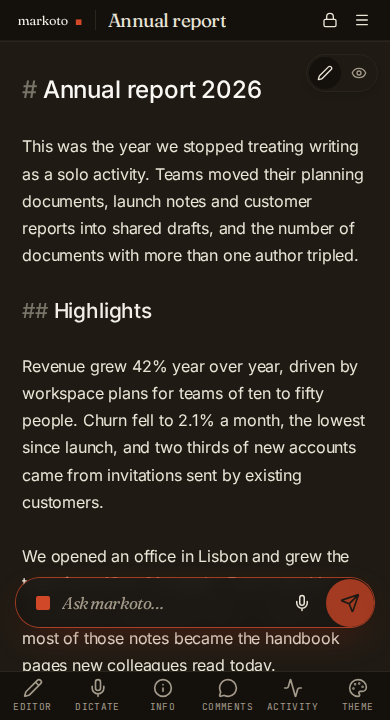 markoto
Annual report
# Annual report 2026
This was the year we stopped treating writing
as a solo activity. Teams moved their planning
documents, launch notes and customer
reports into shared drafts, and the number of
documents with more than one author tripled.
## Highlights
Revenue grew 42% year over year, driven by
workspace plans for teams of ten to fifty
people. Churn fell to 2.1% a month, the lowest
since launch, and two thirds of new accounts
came from invitations sent by existing
customers.
We opened an office in Lisbon and grew the
Ask markoto...
most of those notes became the handbook
pages new colleagues read today.
EDITOR
DICTATE
INFO
COMMENTS
ACTIVITY
THEME